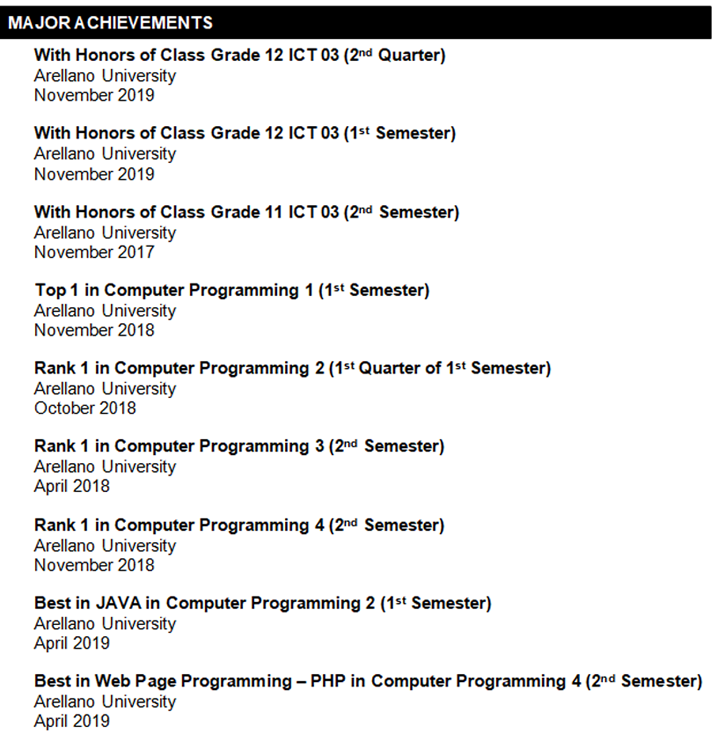 MAJOR ACHIEVEMENTS
With Honors of Class Grade 12 ICT 03 (2nd Quarter)
Arellano University
November 2019
With Honors of Class Grade 12 ICT 03 (1st Semester)
Arellano University
November 2019
With Honors of Class Grade 11 ICT 03 (2nd Semester)
Arellano University
November 2017
Top 1 in Computer Programming 1 (1st Semester)
Arellano University
November 2018
Rank 1 in Computer Programming 2 (1st Quarter of 1st Semester)
Arellano University
October 2018
Rank 1 in Computer Programming 3 (2nd Semester)
Arellano University
April 2018
Rank 1 in Computer Programming 4 (2nd Semester)
Arellano University
November 2018
Best in JAVA in Computer Programming 2 (1st Semester)
Arellano University
April 2019
Best in Web Page Programming – PHP in Computer Programming 4 (2nd Semester)
Arellano University
April 2019